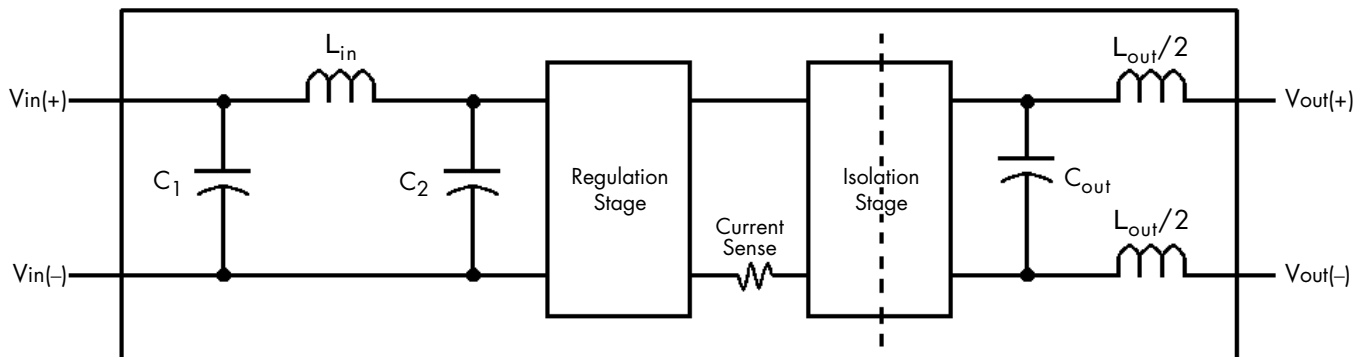 L_in
L_out/2
Vin(+)
Vout(+)
C_1
C_2
Regulation
Stage
Isolation
Stage
C_out
Current
Sense
L_out/2
Vin(–)
Vout(–)